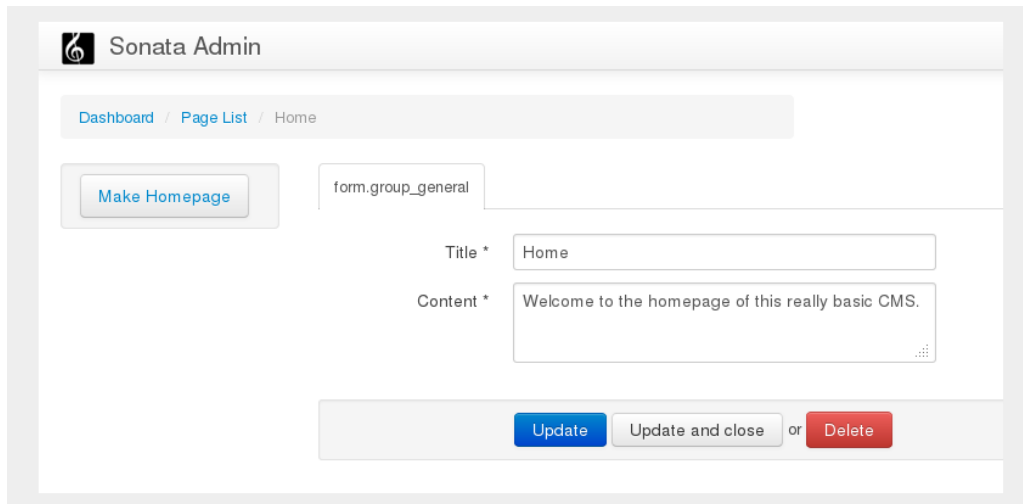 Sonata Admin
Dashboard / Page List / Home
Make Homepage
form.group_general
Title * Home
Content * Welcome to the homepage of this really basic CMS.
Update Update and close or Delete